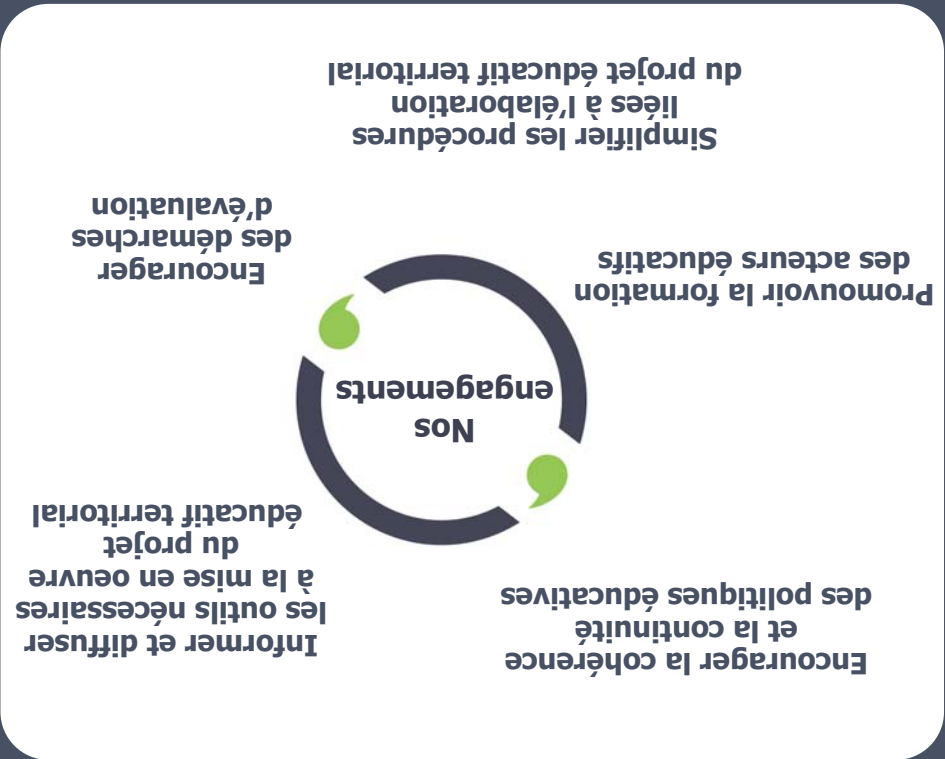 Encourager la cohérence
et la continuité
des politiques éducatives
Informer et diffuser
les outils nécessaires
à la mise en oeuvre
du projet
éducatif territorial
Nos
engagements
Promouvoir la formation
des acteurs éducatifs
Encourager
des démarches
d'évaluation
Simplifier les procédures
liées à l'élaboration
du projet éducatif territorial